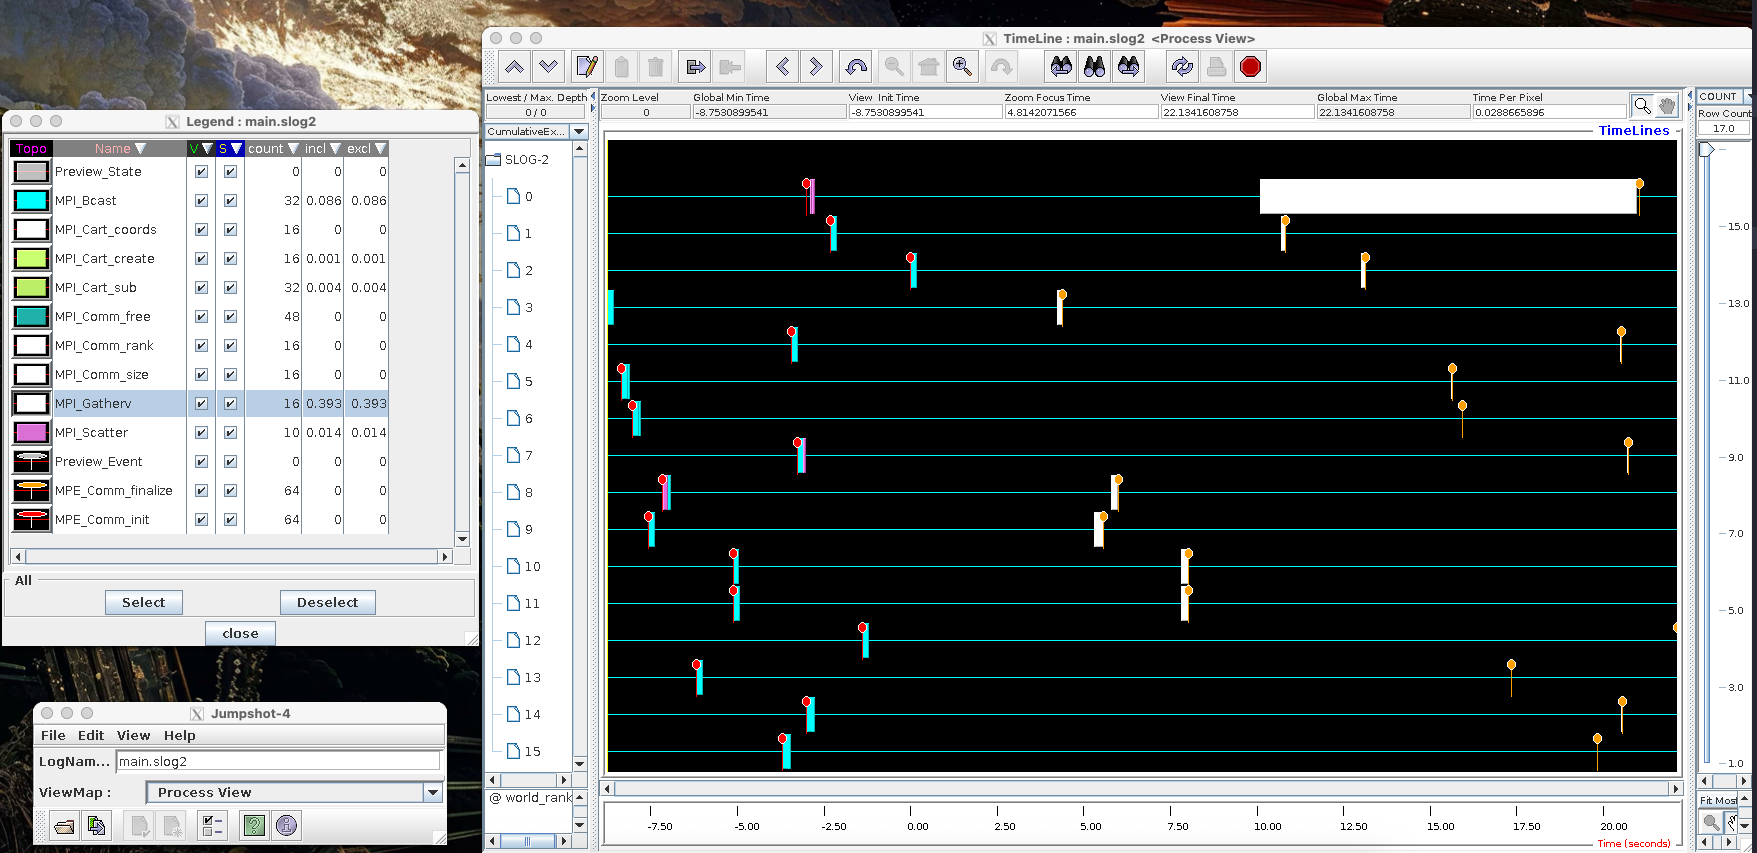 TimeLine : main.slog2 <Process View>
Lowest / Max. Depth
0 / 0
Zoom Level
0
Global Min Time
-8.7530899541
View Init Time
-8.7530899541
Zoom Focus Time
4.8142071566
View Final Time
22.1341608758
Global Max Time
22.1341608758
Time Per Pixel
0.0288665896
COUNT
Row Count
17.0
CumulativeEx...
TimeLines
SLOG-2
0
1
2
3
4
5
6
7
8
9
10
11
12
13
14
15
@ world_rank
15.0
13.0
11.0
9.0
7.0
5.0
3.0
1.0
Fit Mos
-7.50 -5.00 -2.50 0.00 2.50 5.00 7.50 10.00 12.50 15.00 17.50 20.00
Time (seconds)
Legend : main.slog2
Topo Name V S count incl excl
Preview_State 0 0 0
MPI_Bcast 32 0.086 0.086
MPI_Cart_coords 16 0 0
MPI_Cart_create 16 0.001 0.001
MPI_Cart_sub 32 0.004 0.004
MPI_Comm_free 48 0 0
MPI_Comm_rank 16 0 0
MPI_Comm_size 16 0 0
MPI_Gatherv 16 0.393 0.393
MPI_Scatter 10 0.014 0.014
Preview_Event 0 0 0
MPE_Comm_finalize 64 0 0
MPE_Comm_init 64 0 0
All
Select Deselect
close
Jumpshot-4
File Edit View Help
LogNam... main.slog2
ViewMap : Process View